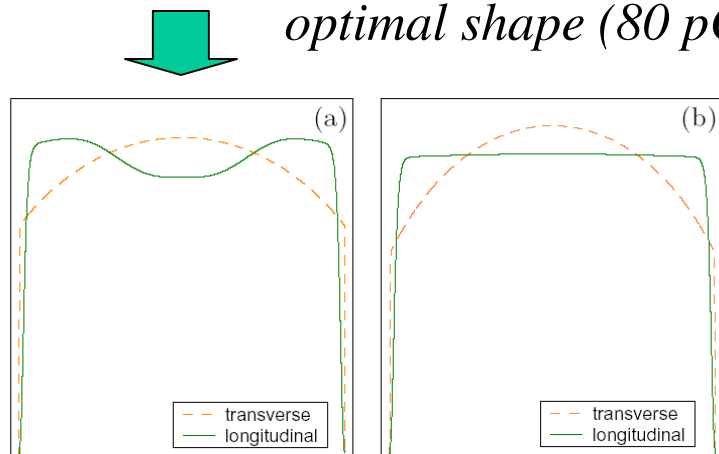 optimal shape (80
(a)
(b)
transverse
longitudinal
transverse
longitudinal